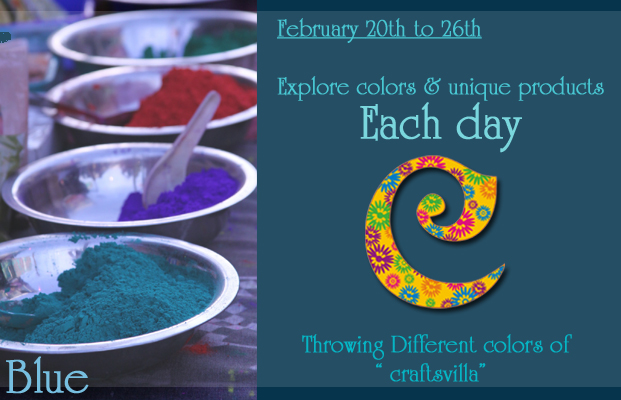 February 20th to 26th
Explore colors & unique products
Each day
Throwing Different colors of
“ craftsvilla”
Blue